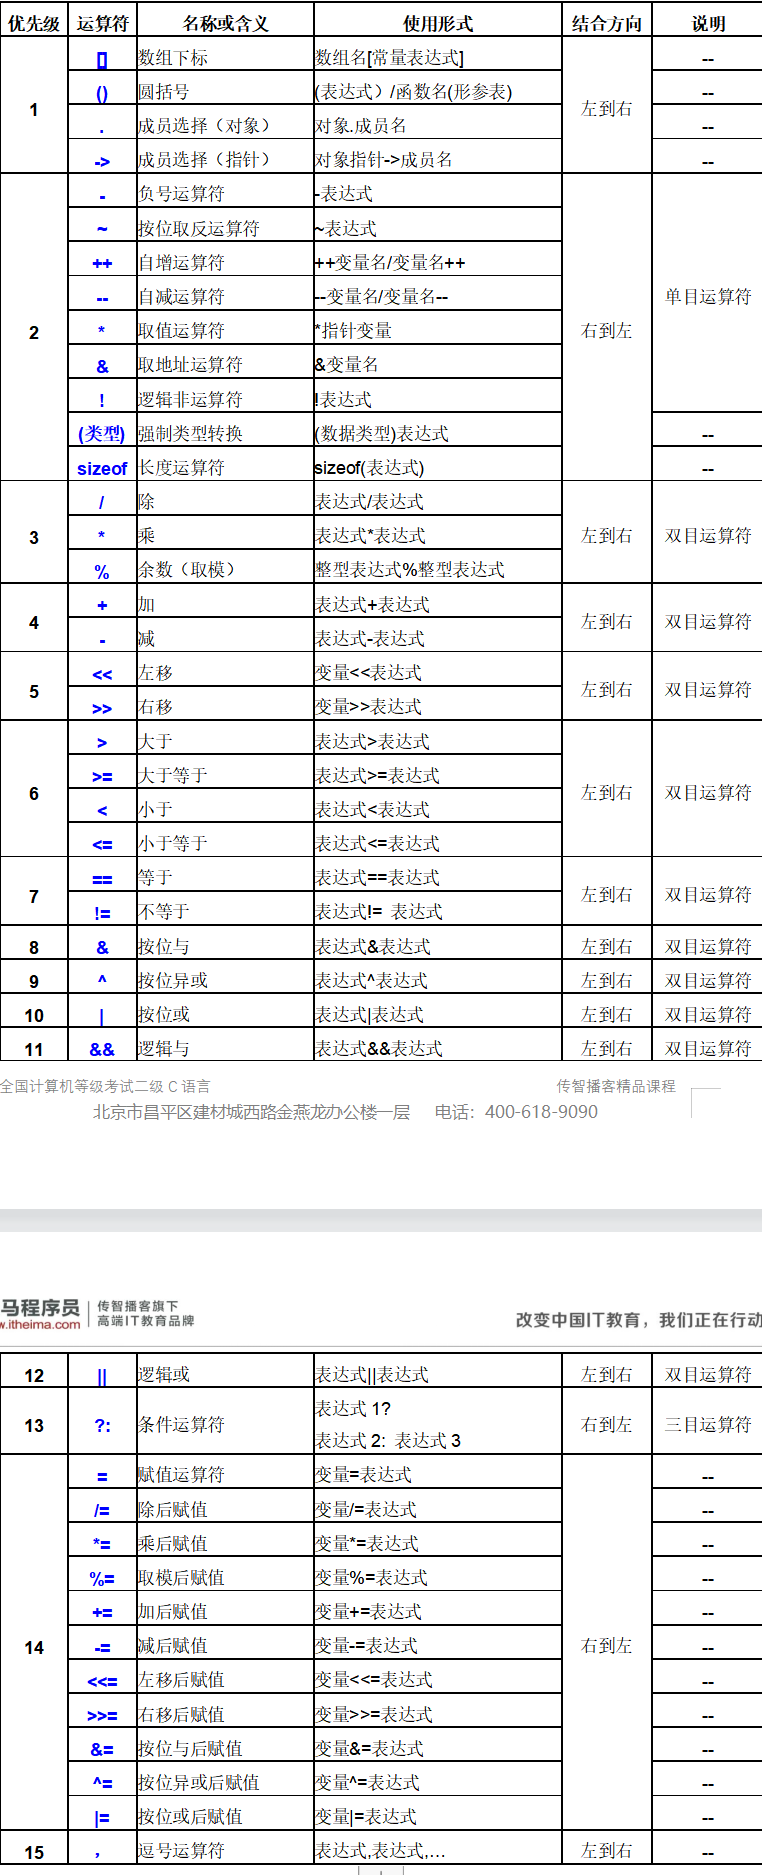 优先级 运算符 名称或含义 使用形式 结合方向 说明
1 [] 数组下标 数组名[常量表达式] 左到右 --
() 圆括号 (表达式）/函数名(形参表) --
. 成员选择（对象） 对象.成员名 --
-> 成员选择（指针） 对象指针->成员名 --
2 - 负号运算符 -表达式 右到左 单目运算符
~ 按位取反运算符 ~表达式
++ 自增运算符 ++变量名/变量名++
-- 自减运算符 --变量名/变量名--
* 取值运算符 *指针变量
& 取地址运算符 &变量名
! 逻辑非运算符 !表达式
(类型) 强制类型转换 (数据类型)表达式 --
sizeof 长度运算符 sizeof(表达式) --
3 / 除 表达式/表达式 左到右 双目运算符
* 乘 表达式*表达式
% 余数（取模） 整型表达式%整型表达式
4 + 加 表达式+表达式 左到右 双目运算符
- 减 表达式-表达式
5 << 左移 变量<<表达式 左到右 双目运算符
>> 右移 变量>>表达式
6 > 大于 表达式>表达式 左到右 双目运算符
>= 大于等于 表达式>=表达式
< 小于 表达式<表达式
<= 小于等于 表达式<=表达式
7 == 等于 表达式==表达式 左到右 双目运算符
!= 不等于 表达式!= 表达式
8 & 按位与 表达式&表达式 左到右 双目运算符
9 ^ 按位异或 表达式^表达式 左到右 双目运算符
10 | 按位或 表达式|表达式 左到右 双目运算符
11 && 逻辑与 表达式&&表达式 左到右 双目运算符
全国计算机等级考试二级 C 语言 传智播客精品课程
北京市昌平区建材城西路金燕龙办公楼一层 电话：400-618-9090
马程序员 传智播客旗下
.itheima.com 高端IT教育品牌
改变中国IT教育，我们正在行动
12 || 逻辑或 表达式||表达式 左到右 双目运算符
13 ?: 条件运算符 表达式 1? 右到左 三目运算符
表达式 2: 表达式 3
14 = 赋值运算符 变量=表达式 右到左 --
/= 除后赋值 变量/=表达式 --
*= 乘后赋值 变量*=表达式 --
%= 取模后赋值 变量%=表达式 --
+= 加后赋值 变量+=表达式 --
-= 减后赋值 变量-=表达式 --
<<= 左移后赋值 变量<<=表达式 --
>>= 右移后赋值 变量>>=表达式 --
&= 按位与后赋值 变量&=表达式 --
^= 按位异或后赋值 变量^=表达式 --
|= 按位或后赋值 变量|=表达式 --
15 ， 逗号运算符 表达式,表达式,… 左到右 --